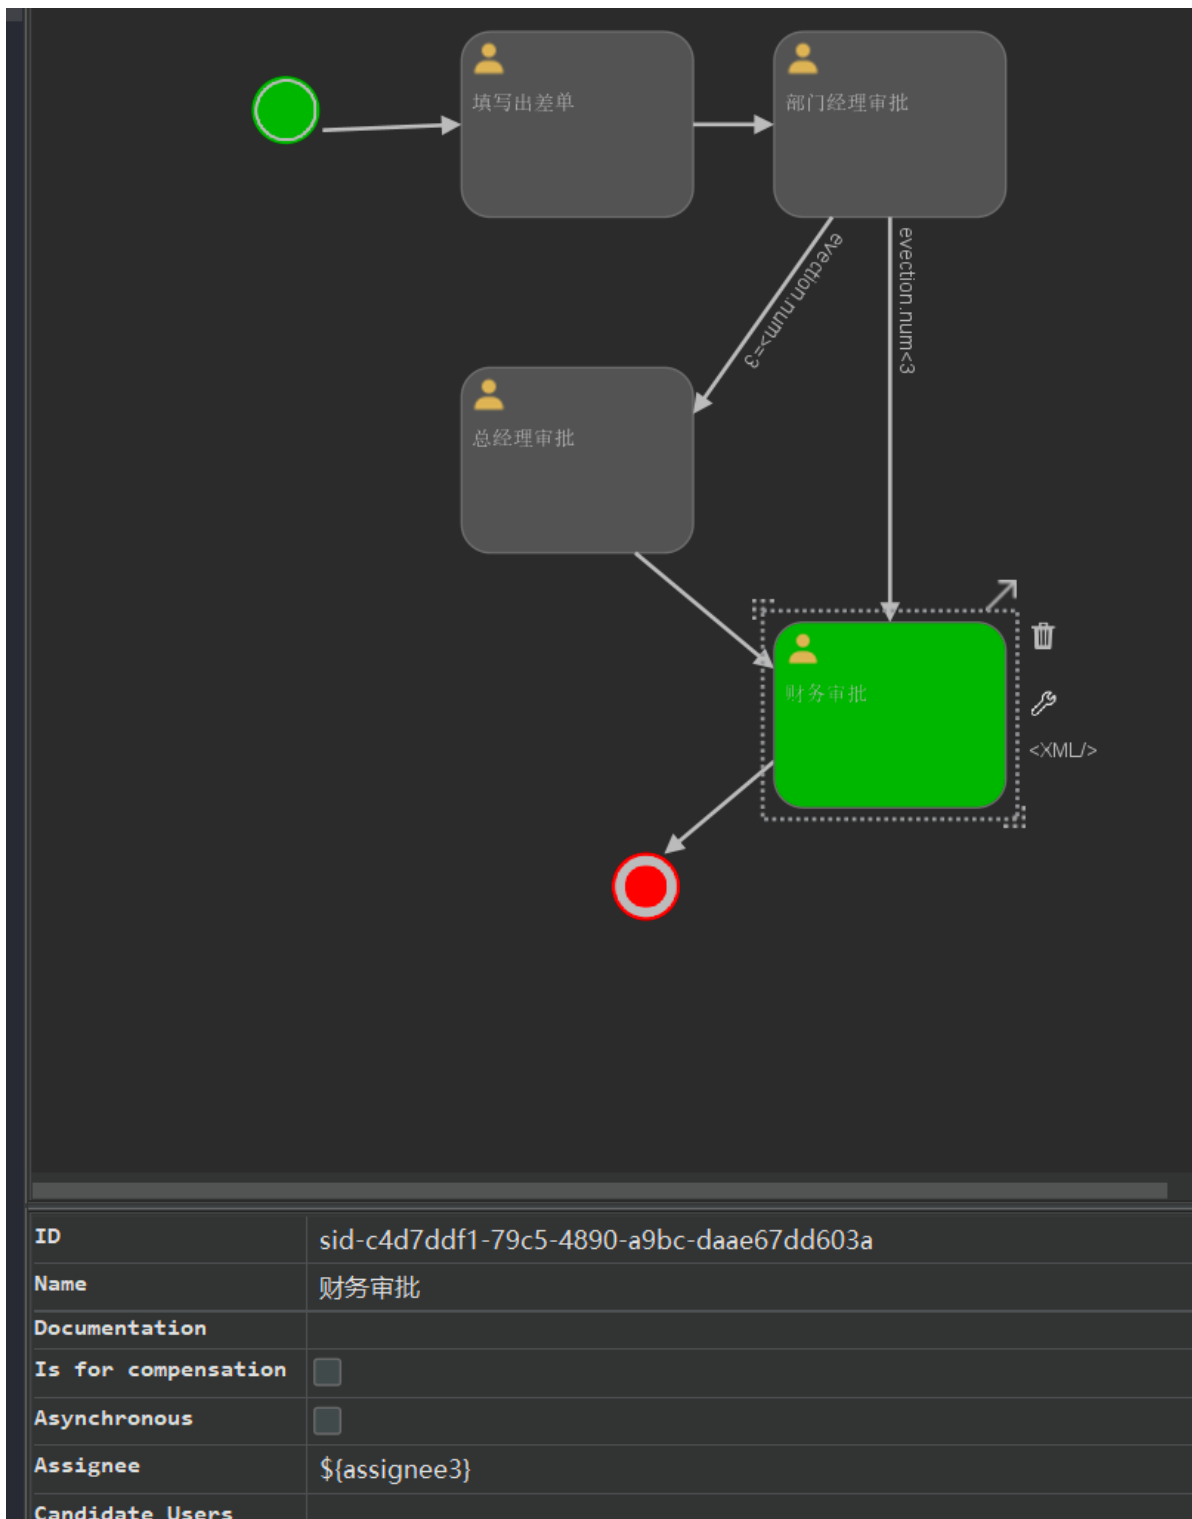 填写出差单
部门经理审批
evection.num>=3
evection.num<3
总经理审批
财务审批
<XML/>
ID
sid-c4d7ddf1-79c5-4890-a9bc-daae67dd603a
Name
财务审批
Documentation
Is for compensation
Asynchronous
Assignee
${assignee3}
Candidate Users